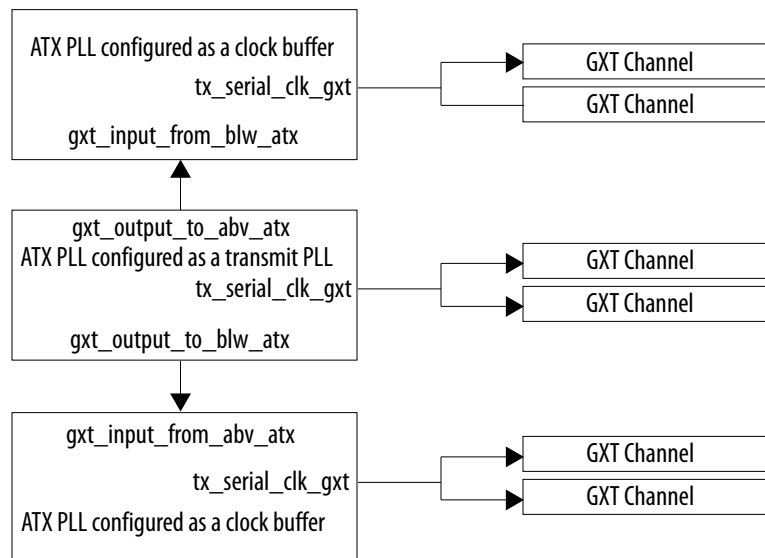 ATX PLL configured as a clock buffer
tx_serial_clk_gxt
gxt_input_from_blw_atx
GXT Channel
GXT Channel
gxt_output_to_abv_atx
ATX PLL configured as a transmit PLL
tx_serial_clk_gxt
gxt_output_to_blw_atx
GXT Channel
GXT Channel
gxt_input_from_abv_atx
tx_serial_clk_gxt
ATX PLL configured as a clock buffer
GXT Channel
GXT Channel